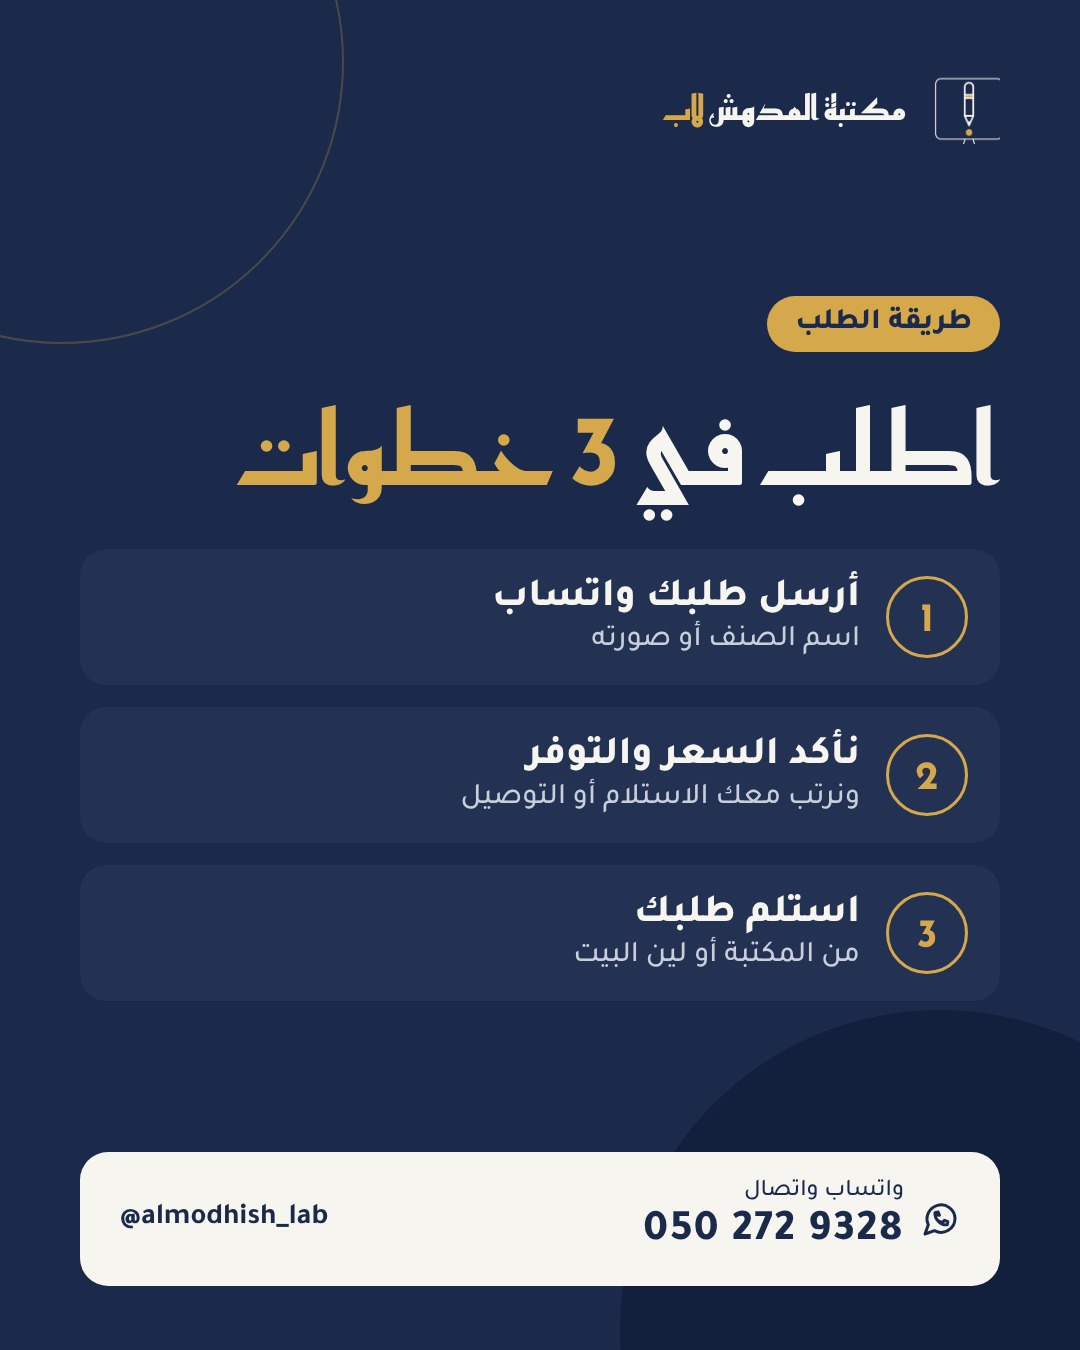 مكتبة المدهش لاب
طريقة الطلب
اطلب في 3 خطوات
1
أرسل طلبك واتساب
اسم الصنف أو صورته
2
نأكد السعر والتوفر
ونرتب معك الاستلام أو التوصيل
3
استلم طلبك
من المكتبة أو لين البيت
واتساب واتصال
050 272 9328
@almodhish_lab